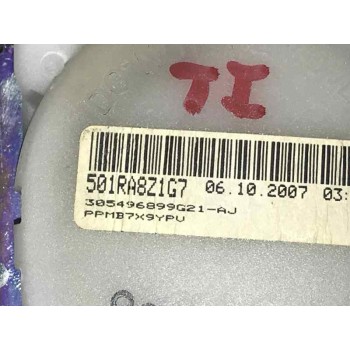 TI
501RA8Z1G7 06.10.2007 03:
305496899G21-AJ
PPMB7X9YPU